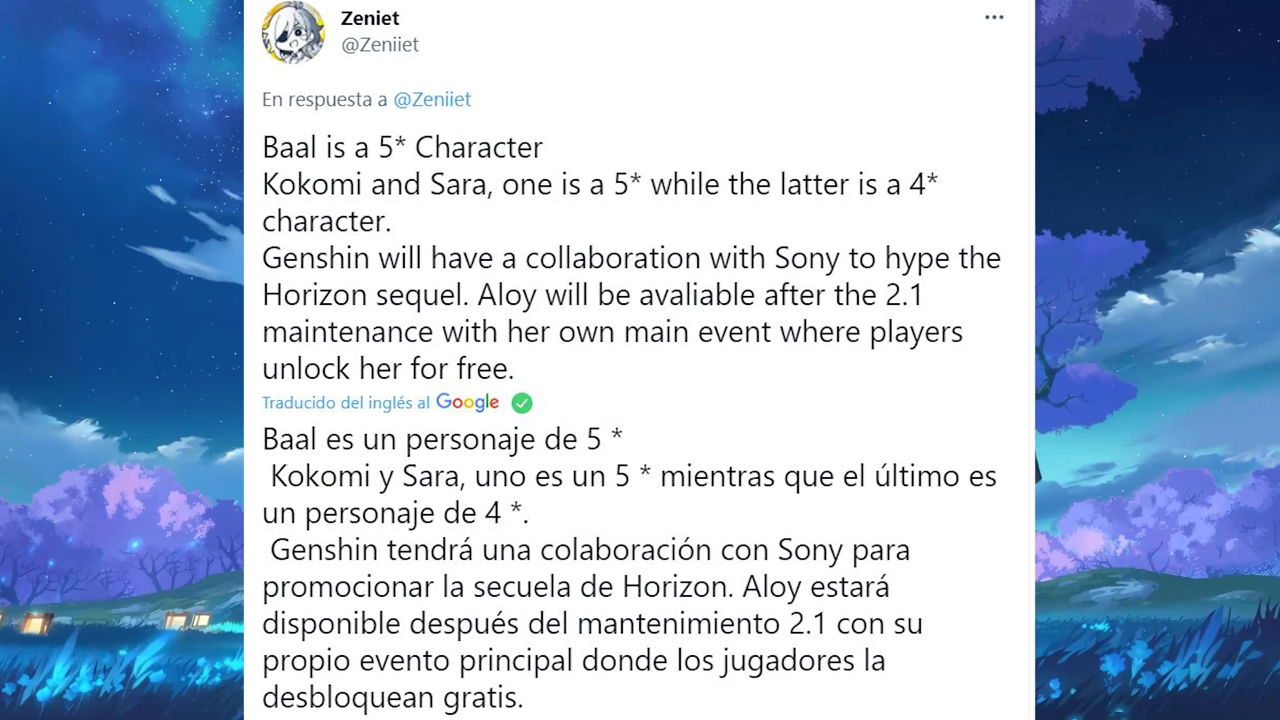 Zeniet
@Zeniiet
En respuesta a @Zeniiet
Baal is a 5* Character
Kokomi and Sara, one is a 5* while the latter is a 4*
character.
Genshin will have a collaboration with Sony to hype the
Horizon sequel. Aloy will be avaliable after the 2.1
maintenance with her own main event where players
unlock her for free.
Traducido del inglés al Google
Baal es un personaje de 5 *
Kokomi y Sara, uno es un 5 * mientras que el último es
un personaje de 4 *.
Genshin tendrá una colaboración con Sony para
promocionar la secuela de Horizon. Aloy estará
disponible después del mantenimiento 2.1 con su
propio evento principal donde los jugadores la
desbloquean gratis.